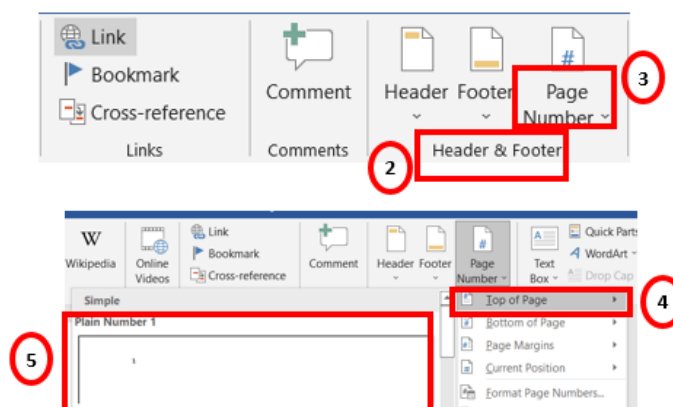 Link
Bookmark
Cross-reference
Links
Comment
Comments
Header Footer Page
Number
Header & Footer
3
2
W
Wikipedia
Online
Videos
Link
Bookmark
Cross-reference
Comment
Header Footer Page
Number
Text
Box
Quick Parts
WordArt
Drop Cap
Simple
Plain Number 1
1
Top of Page
Bottom of Page
Page Margins
Current Position
Format Page Numbers...
4
5